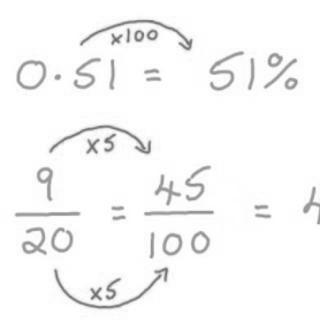 ×100
0.51 = 51%
×5
9/20 = 45/100 =
×5